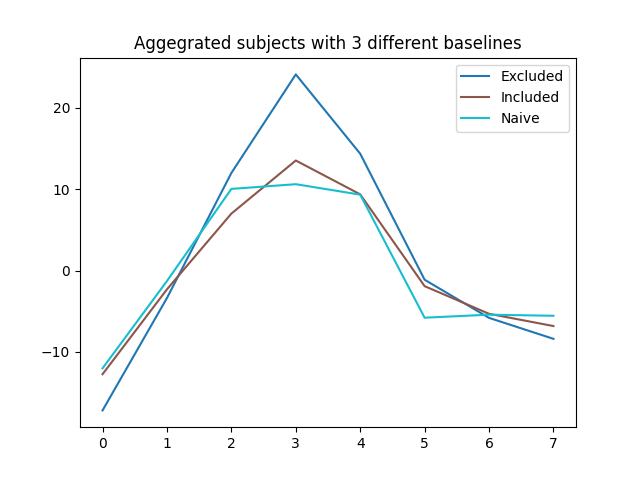 Aggegrated subjects with 3 different baselines
Excluded
Included
Naive
20
10
0
−10
0 1 2 3 4 5 6 7